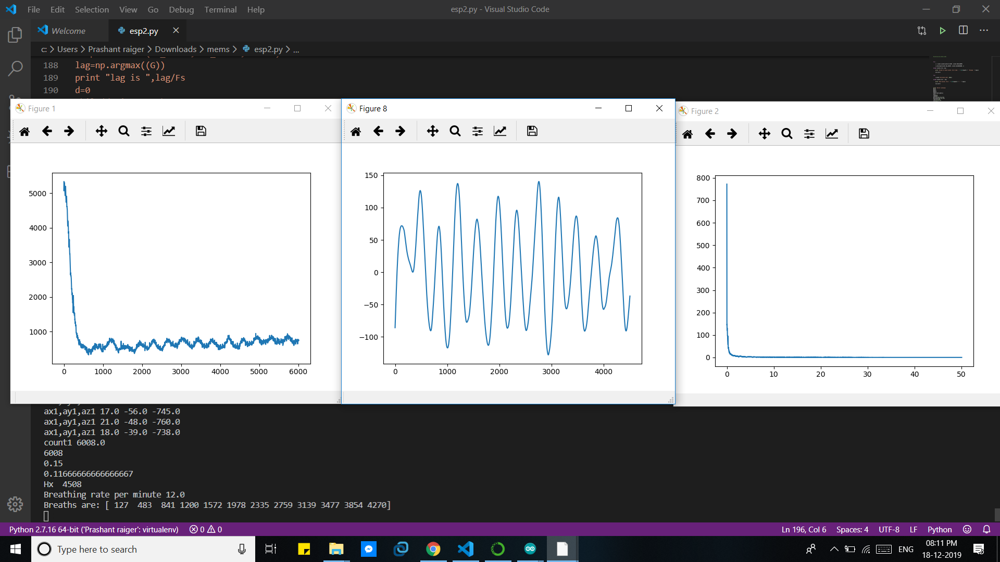 File Edit Selection View Go Debug Terminal Help
esp2.py - Visual Studio Code
Welcome
esp2.py
c: > Users > Prashant raiger > Downloads > mems > esp2.py > ...
188 lag=np.argmax((G))
189 print "lag is ",lag/Fs
190 d=0
Figure 1
5000
4000
3000
2000
1000
0 1000 2000 3000 4000 5000 6000
Figure 8
150
100
50
0
−50
−100
0 1000 2000 3000 4000
Figure 2
800
700
600
500
400
300
200
100
0
0 10 20 30 40 50
ax1,ay1,az1 17.0 -56.0 -745.0
ax1,ay1,az1 21.0 -48.0 -760.0
ax1,ay1,az1 18.0 -39.0 -738.0
count1 6008.0
6008
0.15
0.11666666666666667
Hx  4508
Breathing rate per minute 12.0
Breaths are: [ 127  483  841 1200 1572 1978 2335 2759 3139 3477 3854 4270]
Python 2.7.16 64-bit ('Prashant raiger': virtualenv) 0 0
Ln 196, Col 6 Spaces: 4 UTF-8 LF Python
Type here to search
ENG
08:11 PM
18-12-2019